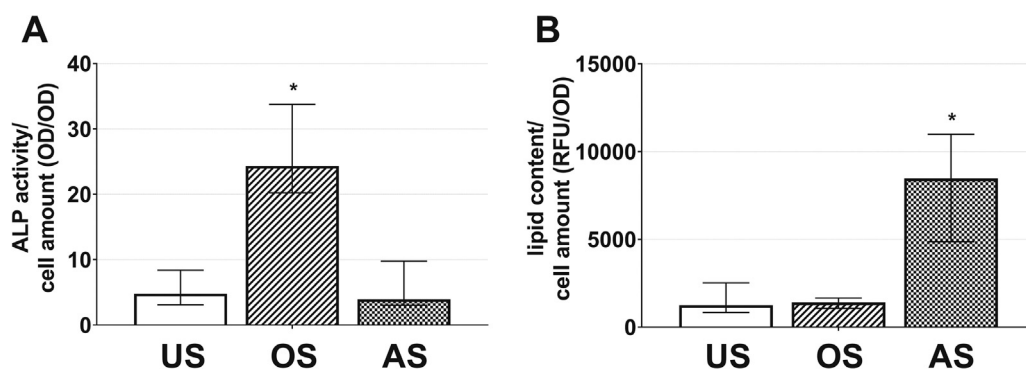 A
ALP activity/
cell amount (OD/OD)
40
30
20
10
0
*
US OS AS
B
lipid content/
cell amount (RFU/OD)
15000
10000
5000
0
*
US OS AS